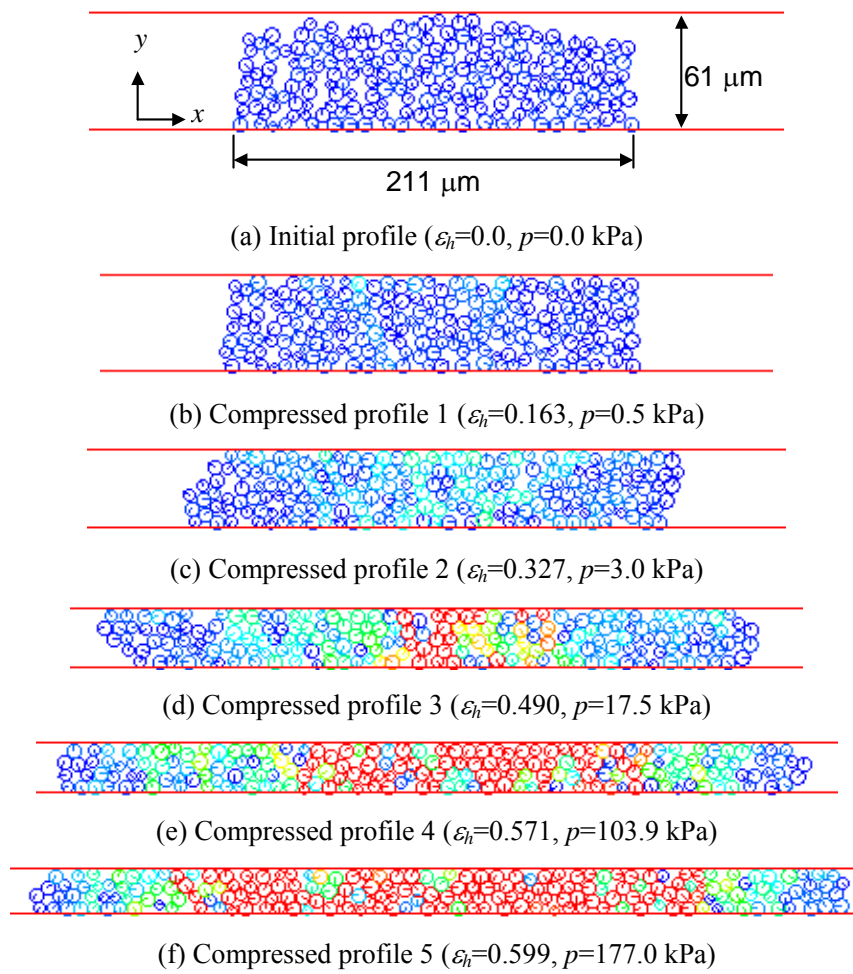 y
x
61 μm
211 μm
(a) Initial profile (εh=0.0, p=0.0 kPa)
(b) Compressed profile 1 (εh=0.163, p=0.5 kPa)
(c) Compressed profile 2 (εh=0.327, p=3.0 kPa)
(d) Compressed profile 3 (εh=0.490, p=17.5 kPa)
(e) Compressed profile 4 (εh=0.571, p=103.9 kPa)
(f) Compressed profile 5 (εh=0.599, p=177.0 kPa)